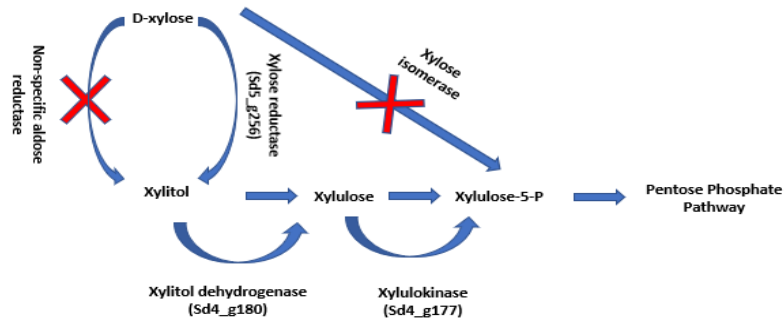 D-xylose
Non-specific aldose
reductase
Xylose reductase
(Sd5_g256)
Xylose
isomerase
Xylitol
Xylulose
Xylulose-5-P
Pentose Phosphate
Pathway
Xylitol dehydrogenase
(Sd4_g180)
Xylulokinase
(Sd4_g177)